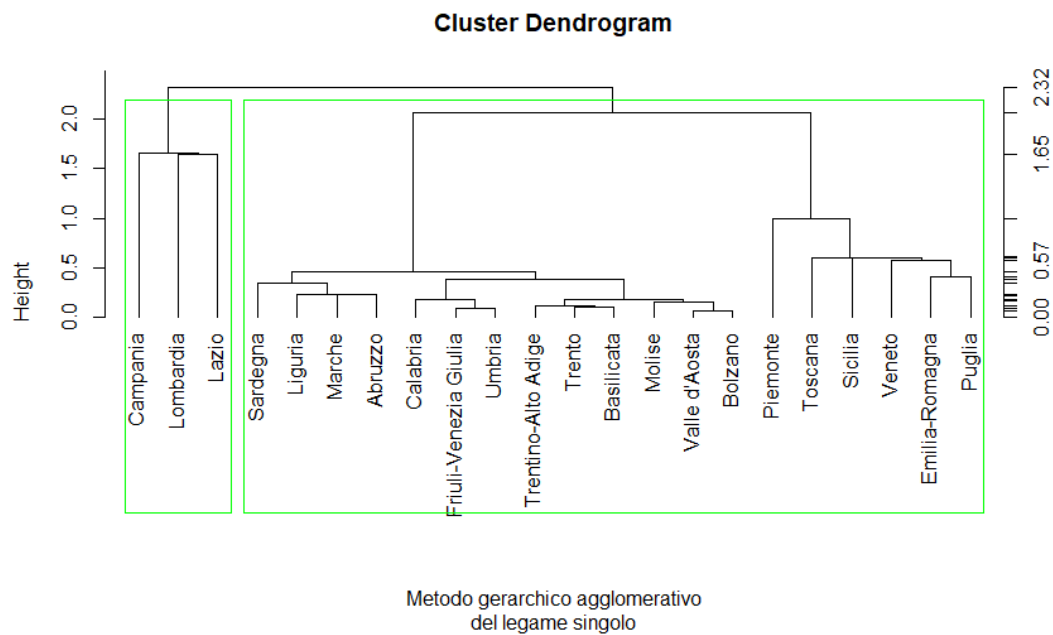 Cluster Dendrogram
Height
0.0 0.5 1.0 1.5 2.0
Campania
Lombardia
Lazio
Sardegna
Liguria
Marche
Abruzzo
Calabria
Friuli-Venezia Giulia
Umbria
Trentino-Alto Adige
Trento
Basilicata
Molise
Valle d'Aosta
Bolzano
Piemonte
Toscana
Sicilia
Veneto
Emilia-Romagna
Puglia
0.00 0.57 1.65 2.32
Metodo gerarchico agglomerativo
del legame singolo